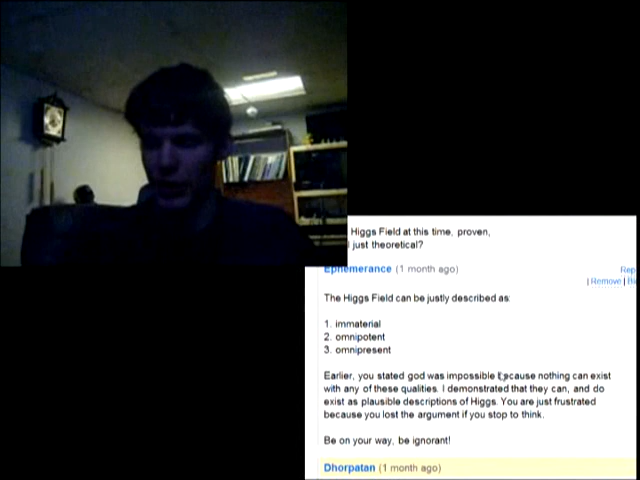 Higgs Field at this time, proven,
just theoretical?
Ephemerance (1 month ago)
Rep
| Remove |
The Higgs Field can be justly described as:
1. immaterial
2. omnipotent
3. omnipresent
Earlier, you stated god was impossible because nothing can exist
with any of these qualities. I demonstrated that they can, and do
exist as plausible descriptions of Higgs. You are just frustrated
because you lost the argument if you stop to think.
Be on your way, be ignorant!
Dhorpatan (1 month ago)